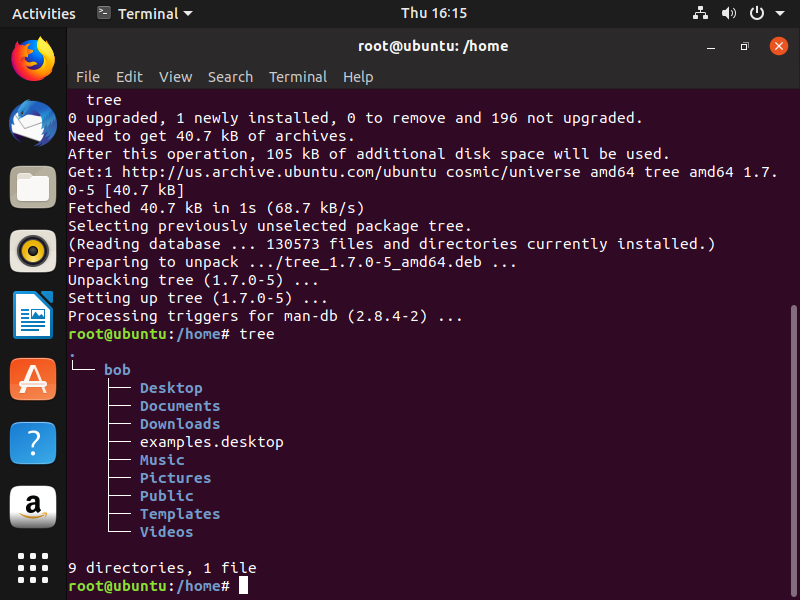 Activities Terminal Thu 16:15
root@ubuntu: /home
File Edit View Search Terminal Help
tree
0 upgraded, 1 newly installed, 0 to remove and 196 not upgraded.
Need to get 40.7 kB of archives.
After this operation, 105 kB of additional disk space will be used.
Get:1 http://us.archive.ubuntu.com/ubuntu cosmic/universe amd64 tree amd64 1.7.
0-5 [40.7 kB]
Fetched 40.7 kB in 1s (68.7 kB/s)
Selecting previously unselected package tree.
(Reading database ... 130573 files and directories currently installed.)
Preparing to unpack .../tree_1.7.0-5_amd64.deb ...
Unpacking tree (1.7.0-5) ...
Setting up tree (1.7.0-5) ...
Processing triggers for man-db (2.8.4-2) ...
root@ubuntu:/home# tree
.
└── bob
    ├── Desktop
    ├── Documents
    ├── Downloads
    ├── examples.desktop
    ├── Music
    ├── Pictures
    ├── Public
    ├── Templates
    └── Videos
9 directories, 1 file
root@ubuntu:/home#
?
a